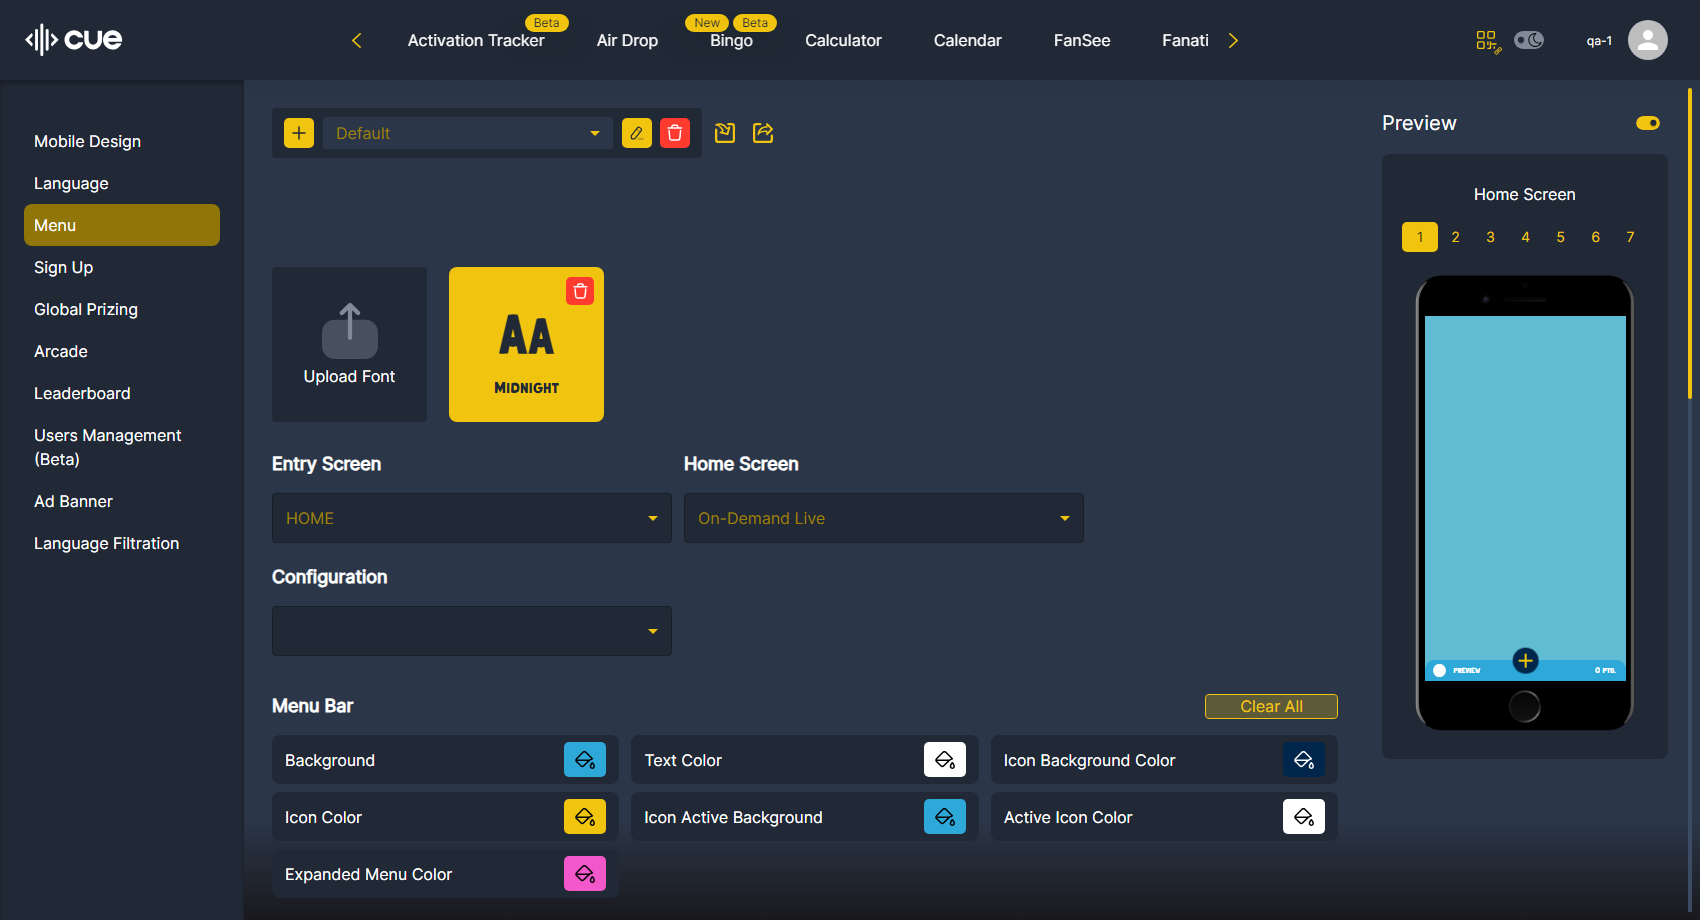 cue
Beta
New
Beta
Activation Tracker
Air Drop
Bingo
Calculator
Calendar
FanSee
Fanati
qa-1
Mobile Design
Language
Menu
Sign Up
Global Prizing
Arcade
Leaderboard
Users Management
(Beta)
Ad Banner
Language Filtration
Default
Upload Font
AA
MIDNIGHT
Entry Screen
HOME
Home Screen
On-Demand Live
Configuration
Menu Bar
Clear All
Background
Text Color
Icon Background Color
Icon Color
Icon Active Background
Active Icon Color
Expanded Menu Color
Preview
Home Screen
1 2 3 4 5 6 7
PREVIEW
0 PTS.